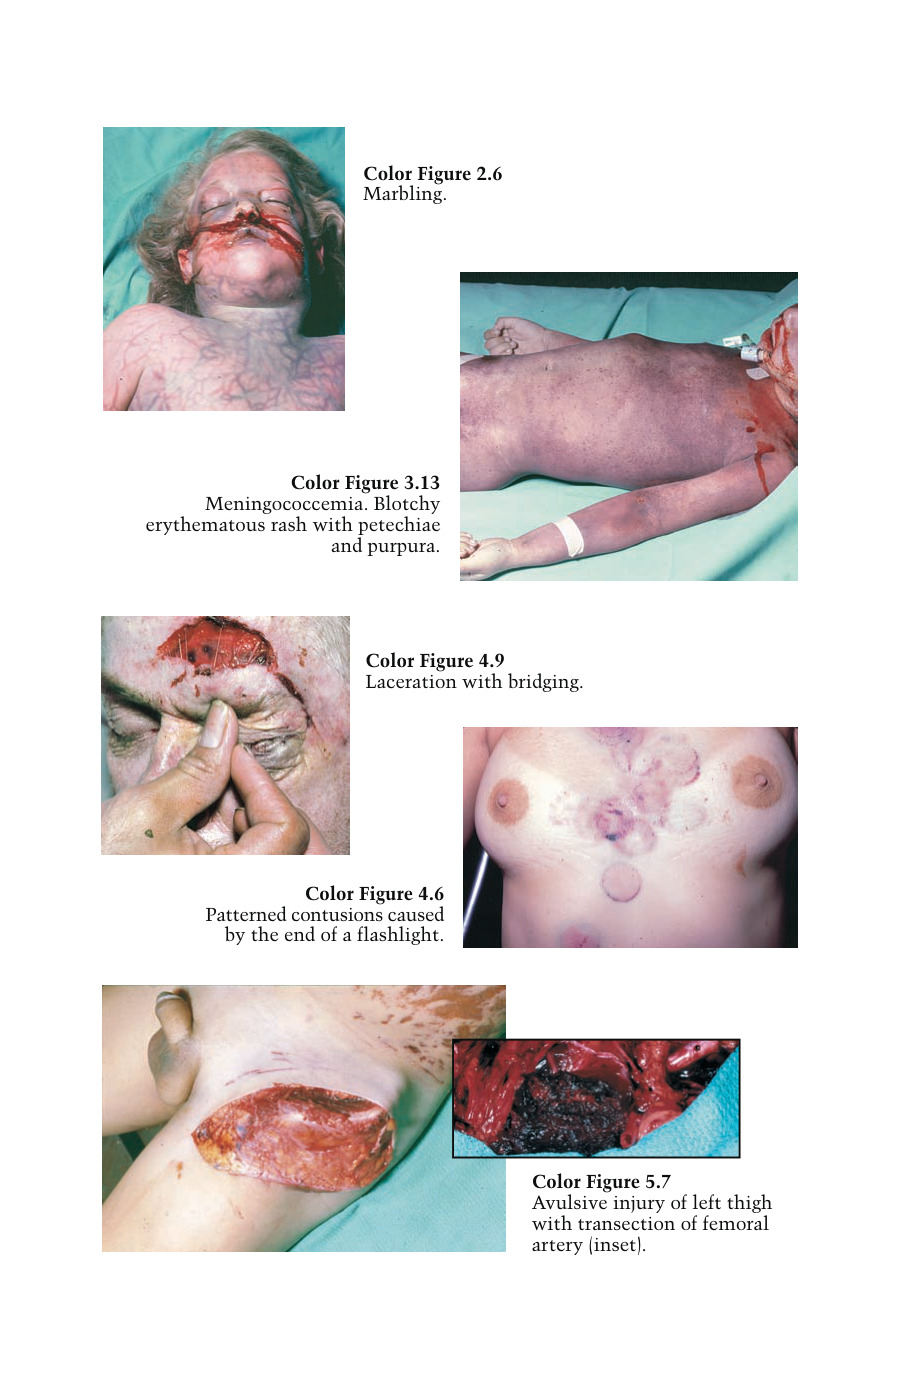 Color Figure 2.6
Marbling.
Color Figure 3.13
Meningococcemia. Blotchy
erythematous rash with petechiae
and purpura.
Color Figure 4.9
Laceration with bridging.
Color Figure 4.6
Patterned contusions caused
by the end of a flashlight.
Color Figure 5.7
Avulsive injury of left thigh
with transection of femoral
artery (inset).